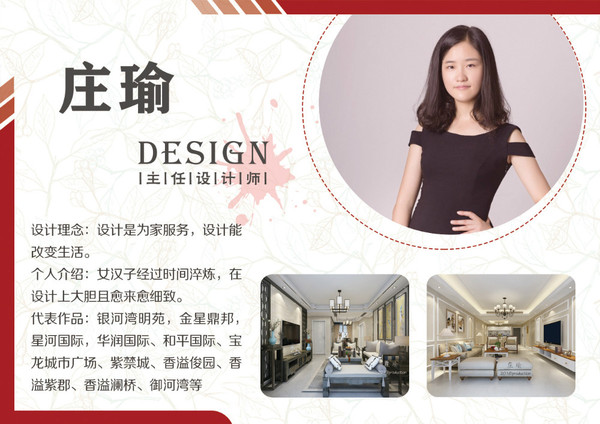 庄瑜
DESIGN
主任设计师
设计理念：设计是为家服务，设计能
改变生活。
个人介绍：女汉子经过时间淬炼，在
设计上大胆且愈来愈细致。
代表作品：银河湾明苑，金星鼎邦，
星河国际，华润国际、和平国际、宝
龙城市广场、紫禁城、香溢俊园、香
溢紫郡、香溢澜桥、御河湾等